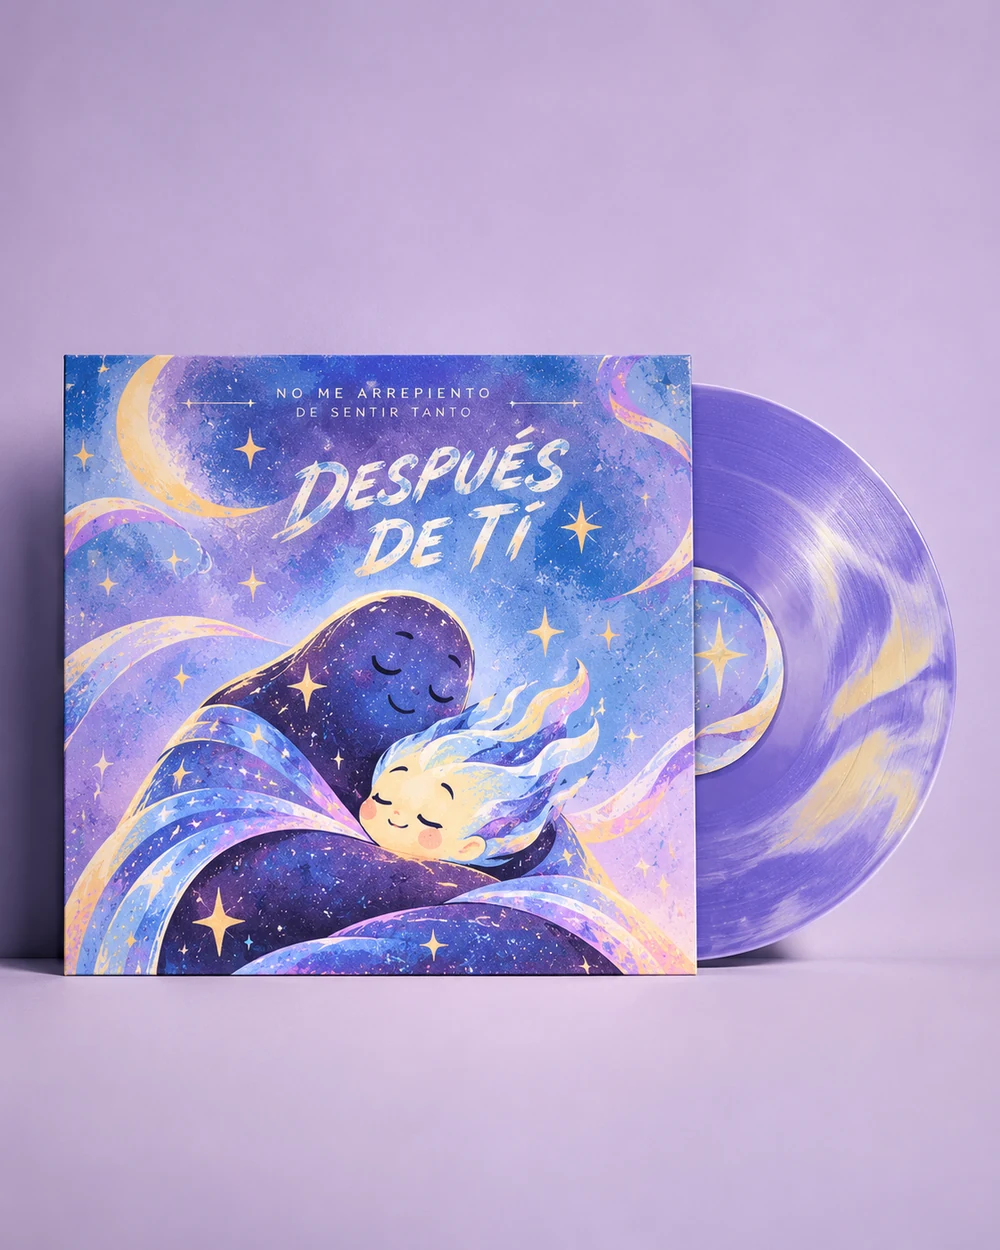 NO ME ARREPIENTO
DE SENTIR TANTO
DESPUÉS
DE TÍ